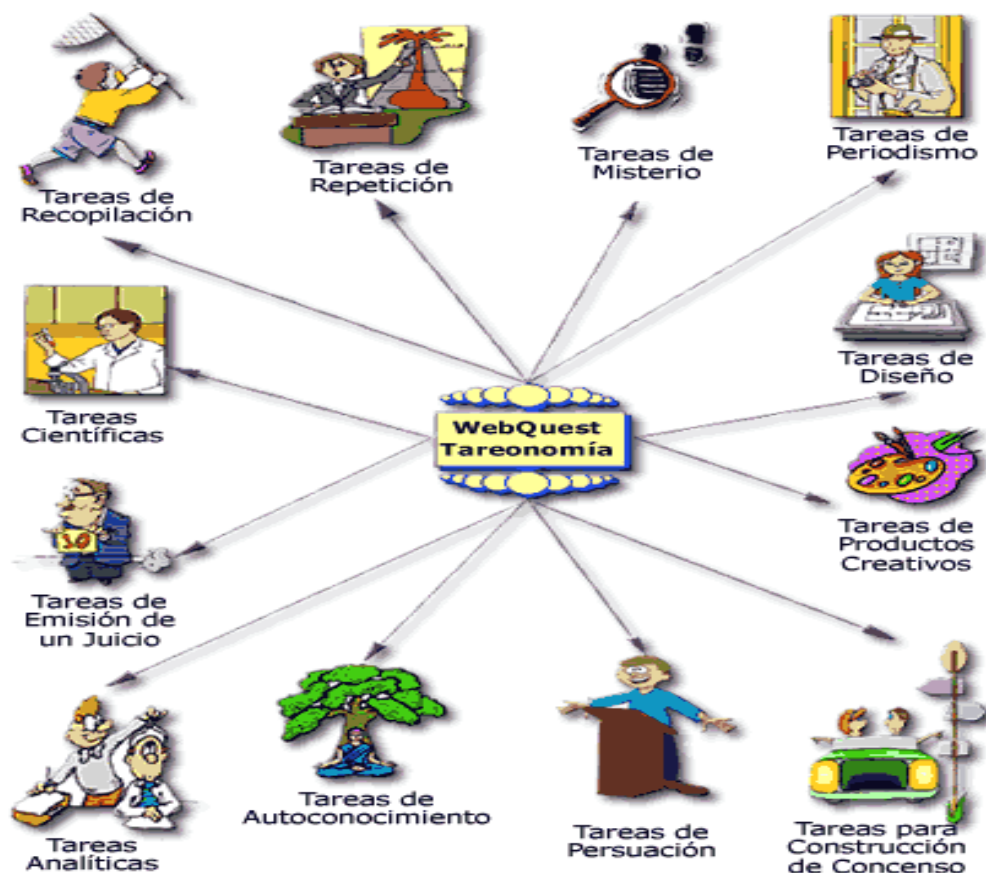 Tareas de
Recopilación
Tareas de
Repetición
Tareas de
Misterio
Tareas de
Periodismo
Tareas
Científicas
WebQuest
Tareonomía
Tareas de
Diseño
Tareas de
Productos
Creativos
10
Tareas de
Emisión de
un Juicio
Tareas
Analíticas
Tareas de
Autoconocimiento
Tareas de
Persuación
Tareas para
Construcción
de Concenso